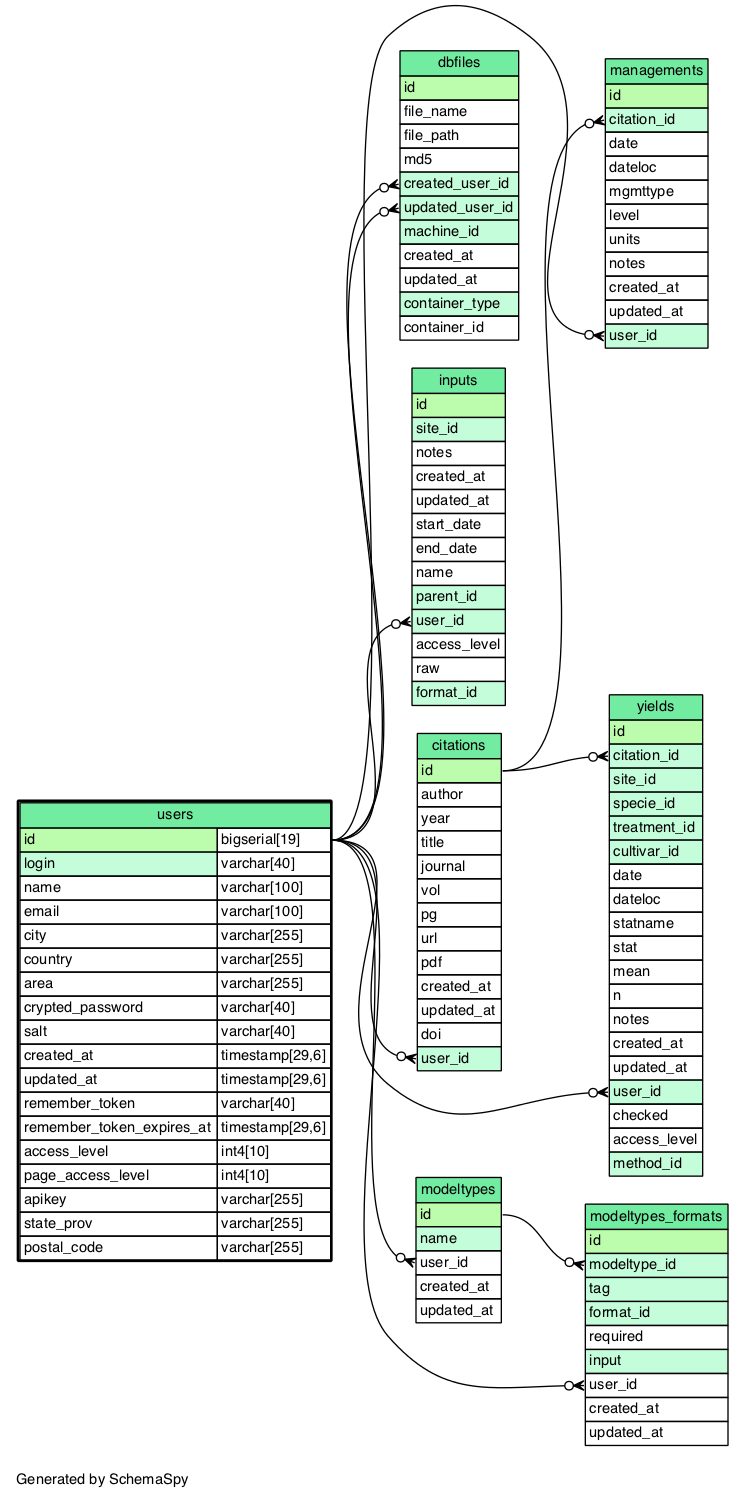 dbfiles
id
file_name
file_path
md5
created_user_id
updated_user_id
machine_id
created_at
updated_at
container_type
container_id
managements
id
citation_id
date
dateloc
mgmttype
level
units
notes
created_at
updated_at
user_id
inputs
id
site_id
notes
created_at
updated_at
start_date
end_date
name
parent_id
user_id
access_level
raw
format_id
citations
id
author
year
title
journal
vol
pg
url
pdf
created_at
updated_at
doi
user_id
yields
id
citation_id
site_id
specie_id
treatment_id
cultivar_id
date
dateloc
statname
stat
mean
n
notes
created_at
updated_at
user_id
checked
access_level
method_id
users
id bigserial[19]
login varchar[40]
name varchar[100]
email varchar[100]
city varchar[255]
country varchar[255]
area varchar[255]
crypted_password varchar[40]
salt varchar[40]
created_at timestamp[29,6]
updated_at timestamp[29,6]
remember_token varchar[40]
remember_token_expires_at timestamp[29,6]
access_level int4[10]
page_access_level int4[10]
apikey varchar[255]
state_prov varchar[255]
postal_code varchar[255]
modeltypes
id
name
user_id
created_at
updated_at
modeltypes_formats
id
modeltype_id
tag
format_id
required
input
user_id
created_at
updated_at
Generated by SchemaSpy